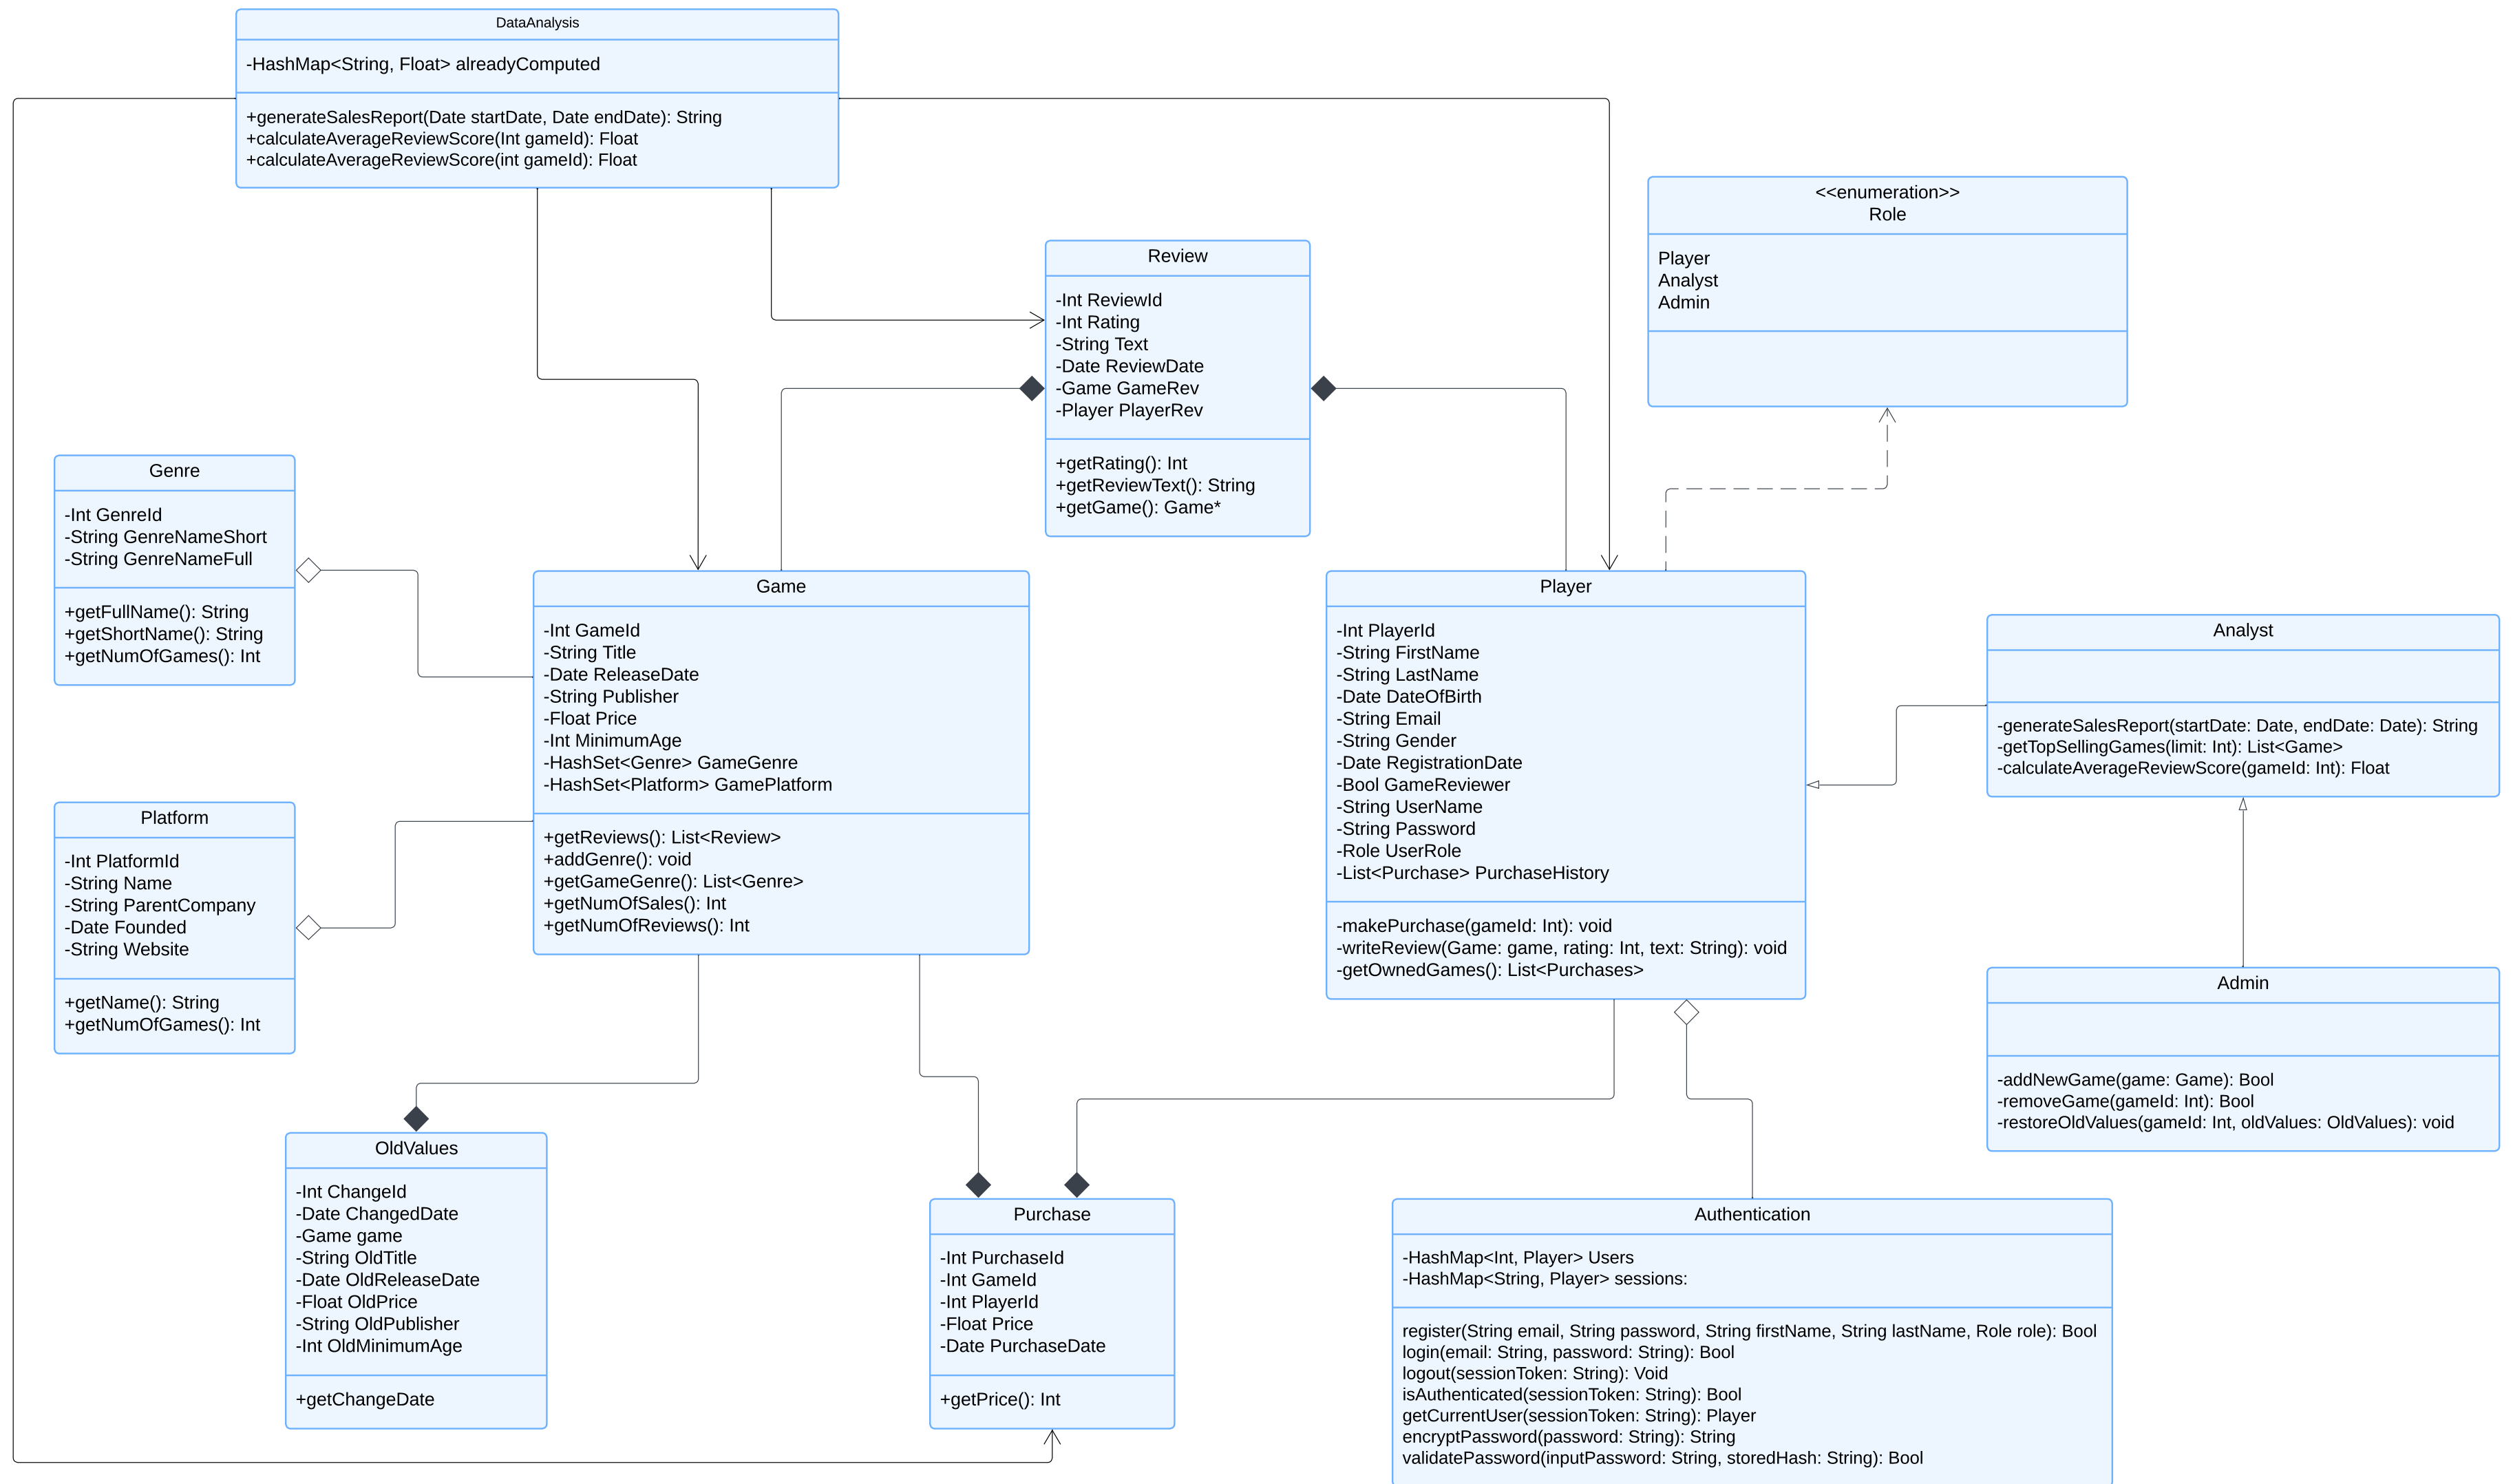 DataAnalysis
-HashMap<String, Float> alreadyComputed
+generateSalesReport(Date startDate, Date endDate): String
+calculateAverageReviewScore(Int gameId): Float
+calculateAverageReviewScore(int gameId): Float
<<enumeration>>
Role
Player
Analyst
Admin
Review
-Int ReviewId
-Int Rating
-String Text
-Date ReviewDate
-Game GameRev
-Player PlayerRev
+getRating(): Int
+getReviewText(): String
+getGame(): Game*
Genre
-Int GenreId
-String GenreNameShort
-String GenreNameFull
+getFullName(): String
+getShortName(): String
+getNumOfGames(): Int
Game
-Int GameId
-String Title
-Date ReleaseDate
-String Publisher
-Float Price
-Int MinimumAge
-HashSet<Genre> GameGenre
-HashSet<Platform> GamePlatform
+getReviews(): List<Review>
+addGenre(): void
+getGameGenre(): List<Genre>
+getNumOfSales(): Int
+getNumOfReviews(): Int
Player
-Int PlayerId
-String FirstName
-String LastName
-Date DateOfBirth
-String Email
-String Gender
-Date RegistrationDate
-Bool GameReviewer
-String UserName
-String Password
-Role UserRole
-List<Purchase> PurchaseHistory
-makePurchase(gameId: Int): void
-writeReview(Game: game, rating: Int, text: String): void
-getOwnedGames(): List<Purchases>
Analyst
-generateSalesReport(startDate: Date, endDate: Date): String
-getTopSellingGames(limit: Int): List<Game>
-calculateAverageReviewScore(gameId: Int): Float
Platform
-Int PlatformId
-String Name
-String ParentCompany
-Date Founded
-String Website
+getName(): String
+getNumOfGames(): Int
Admin
-addNewGame(game: Game): Bool
-removeGame(gameId: Int): Bool
-restoreOldValues(gameId: Int, oldValues: OldValues): void
OldValues
-Int ChangeId
-Date ChangedDate
-Game game
-String OldTitle
-Date OldReleaseDate
-Float OldPrice
-String OldPublisher
-Int OldMinimumAge
+getChangeDate
Purchase
-Int PurchaseId
-Int GameId
-Int PlayerId
-Float Price
-Date PurchaseDate
+getPrice(): Int
Authentication
-HashMap<Int, Player> Users
-HashMap<String, Player> sessions:
register(String email, String password, String firstName, String lastName, Role role): Bool
login(email: String, password: String): Bool
logout(sessionToken: String): Void
isAuthenticated(sessionToken: String): Bool
getCurrentUser(sessionToken: String): Player
encryptPassword(password: String): String
validatePassword(inputPassword: String, storedHash: String): Bool